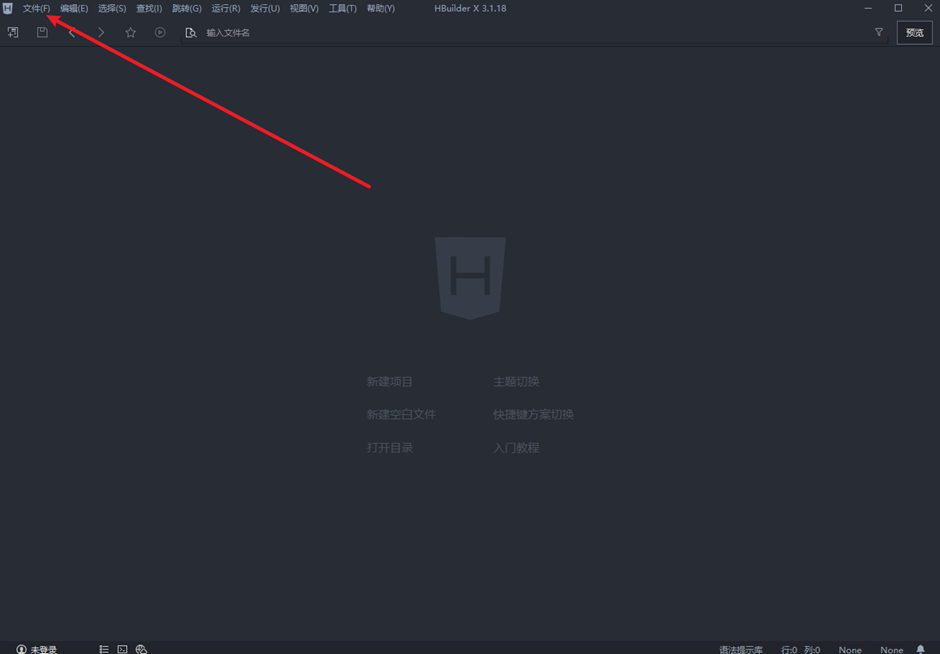 文件(F) 编辑(E) 选择(S) 查找(I) 跳转(G) 运行(R) 发行(U) 视图(V) 工具(T) 帮助(Y) HBuilder X 3.1.18
输入文件名 预览
H
新建项目 主题切换
新建空白文件 快捷键方案切换
打开目录 入门教程
未登录 语法提示库 行:0 列:0 None None